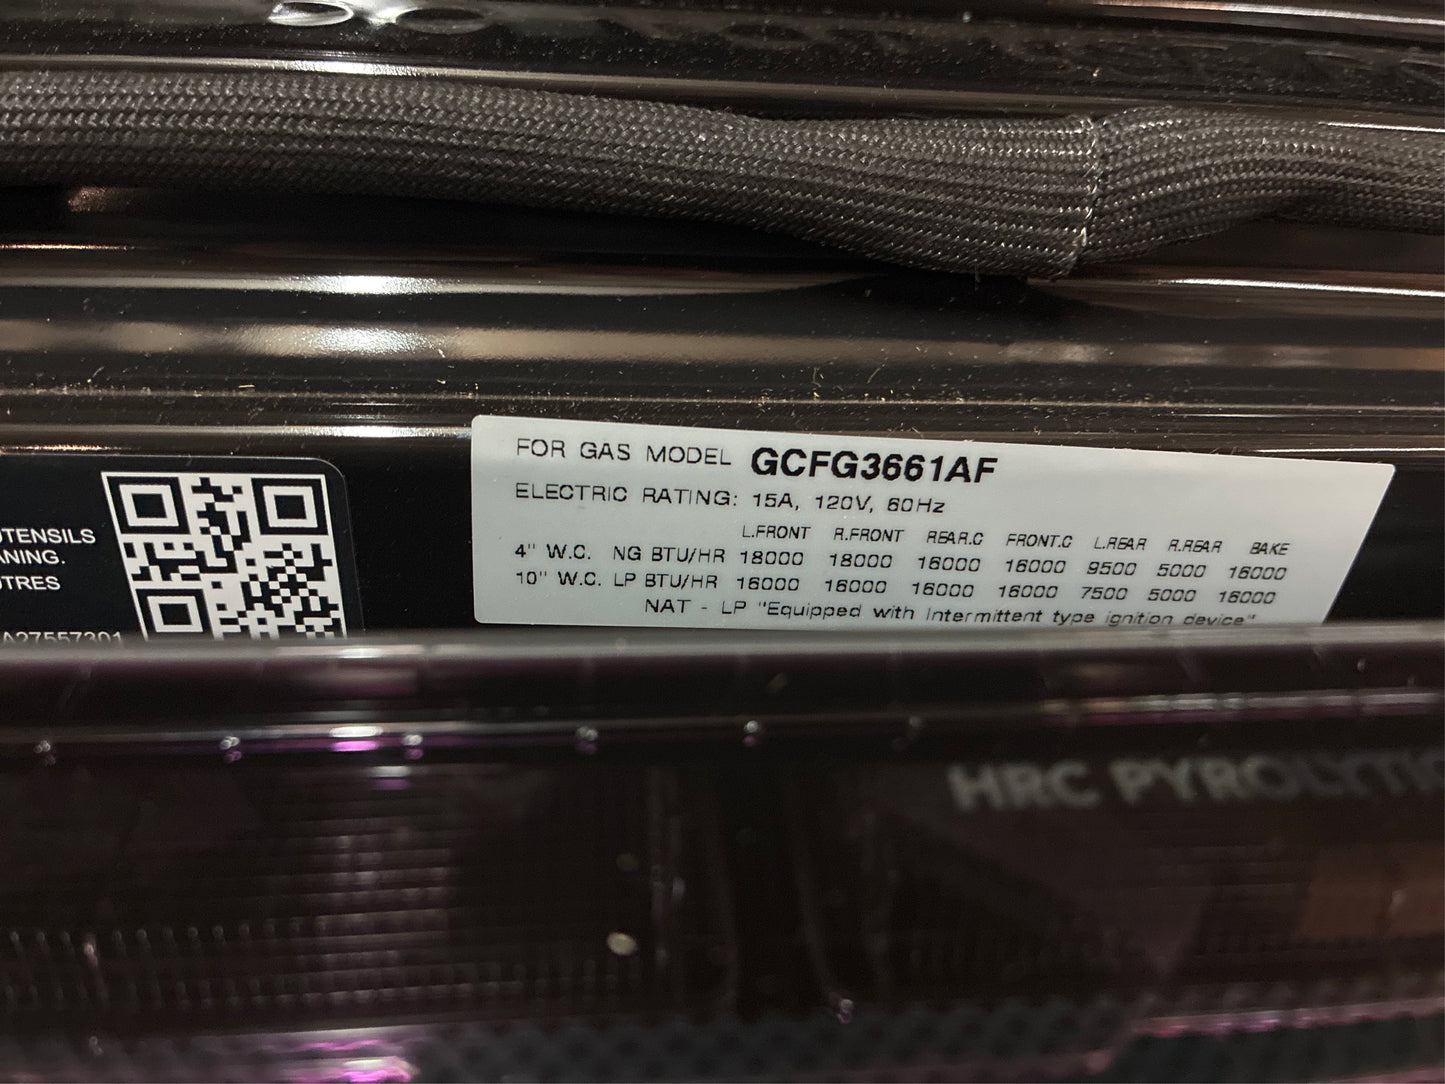 UTENSILS
ANING.
UTRES
A27557301
FOR GAS MODEL GCFG3661AF
ELECTRIC RATING: 15A, 120V, 60Hz
L.FRONT R.FRONT REAR.C FRONT.C L.REAR R.REAR BAKE
4" W.C. NG BTU/HR 18000 18000 16000 16000 9500 5000 16000
10" W.C. LP BTU/HR 16000 16000 16000 16000 7500 5000 16000
NAT - LP "Equipped with Intermittent type ignition device"
HRC PYROLYTIC